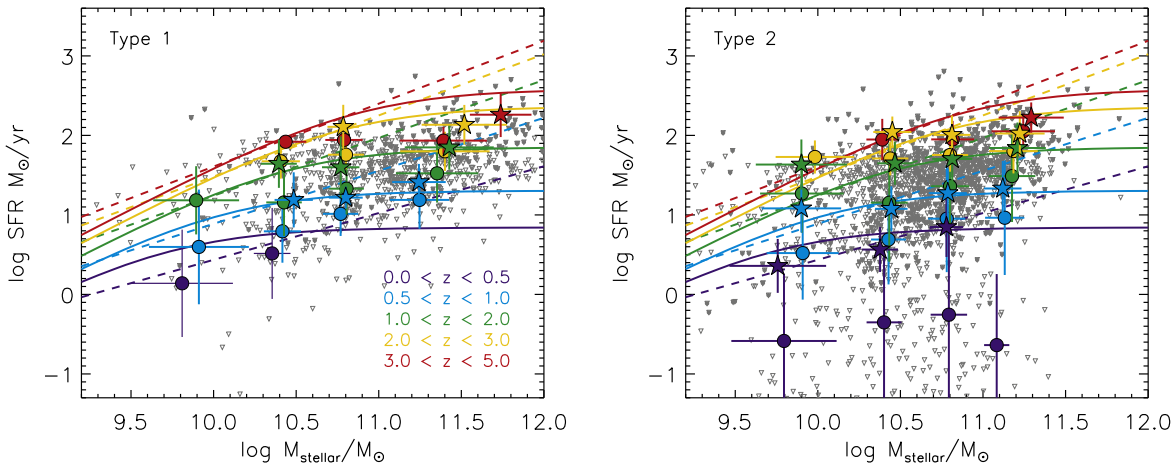 Type 1
3
2
1
0
−1
log SFR M⊙/yr
9.5 10.0 10.5 11.0 11.5 12.0
log Mstellar/M⊙
0.0 < z < 0.5
0.5 < z < 1.0
1.0 < z < 2.0
2.0 < z < 3.0
3.0 < z < 5.0
Type 2
3
2
1
0
−1
log SFR M⊙/yr
9.5 10.0 10.5 11.0 11.5 12.0
log Mstellar/M⊙